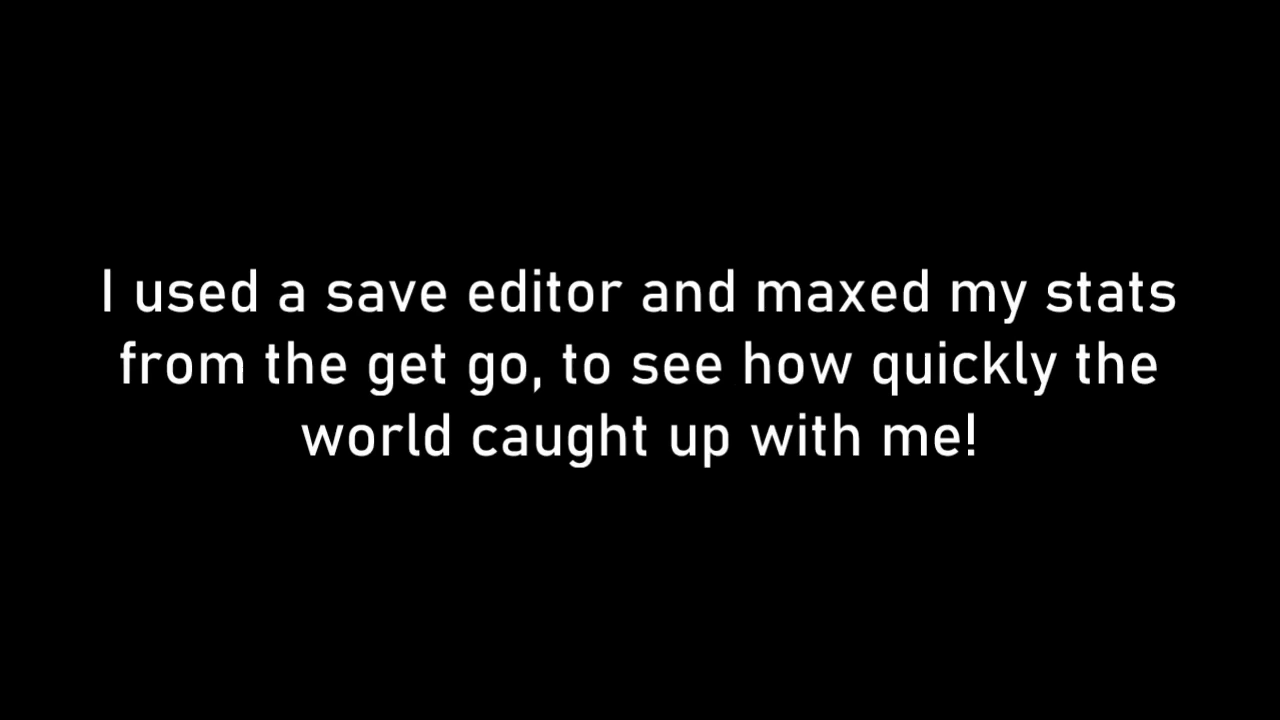 I used a save editor and maxed my stats
from the get go, to see how quickly the
world caught up with me!